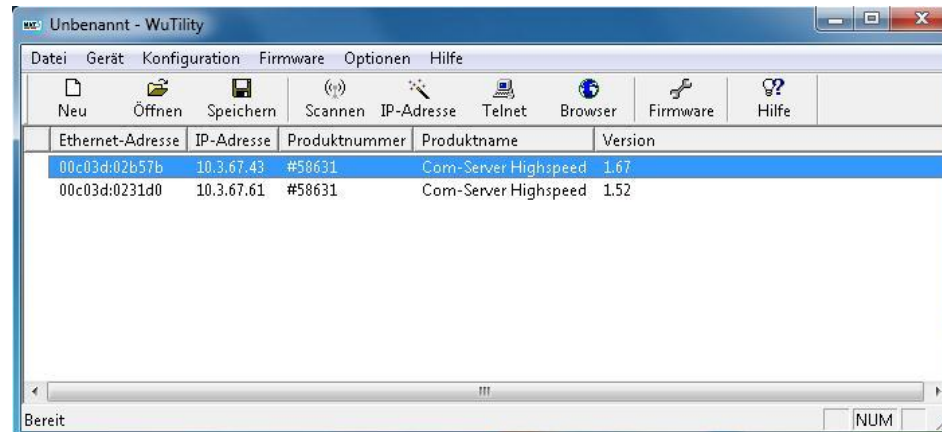 Unbenannt - WuTility
Datei Gerät Konfiguration Firmware Optionen Hilfe
Neu Öffnen Speichern Scannen IP-Adresse Telnet Browser Firmware Hilfe
Ethernet-Adresse IP-Adresse Produktnummer Produktname Version
00c03d:02b57b 10.3.67.43 #58631 Com-Server Highspeed 1.67
00c03d:0231d0 10.3.67.61 #58631 Com-Server Highspeed 1.52
Bereit NUM